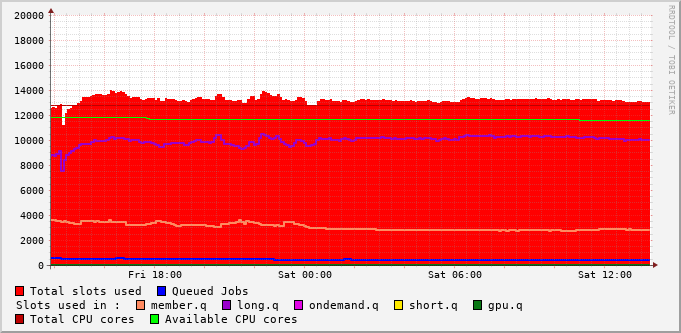 20000
18000
16000
14000
12000
10000
8000
6000
4000
2000
0
Fri 18:00 Sat 00:00 Sat 06:00 Sat 12:00
Total slots used Queued Jobs
Slots used in : member.q long.q ondemand.q short.q gpu.q
Total CPU cores Available CPU cores
RRDTOOL / TOBI OETIKER